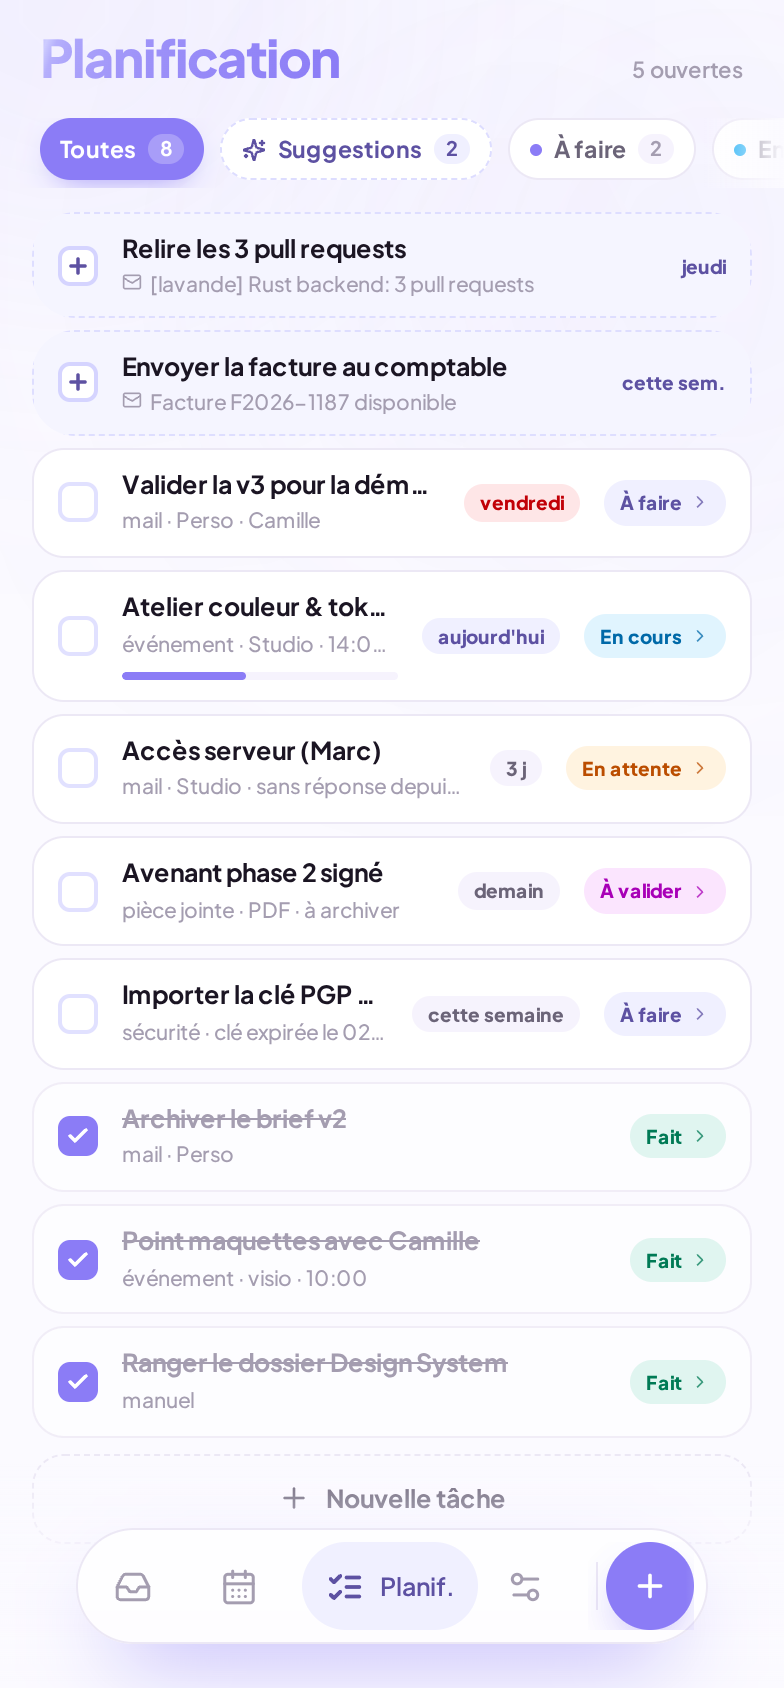 Planification
5 ouvertes
Toutes 8
Suggestions 2
À faire 2
En
Relire les 3 pull requests
[lavande] Rust backend: 3 pull requests
jeudi
Envoyer la facture au comptable
Facture F2026-1187 disponible
cette sem.
Valider la v3 pour la dém…
mail · Perso · Camille
vendredi
À faire
Atelier couleur & tok…
événement · Studio · 14:0…
aujourd'hui
En cours
Accès serveur (Marc)
mail · Studio · sans réponse depui…
3 j
En attente
Avenant phase 2 signé
pièce jointe · PDF · à archiver
demain
À valider
Importer la clé PGP …
sécurité · clé expirée le 02…
cette semaine
À faire
Archiver le brief v2
mail · Perso
Fait
Point maquettes avec Camille
événement · visio · 10:00
Fait
Ranger le dossier Design System
manuel
Fait
Nouvelle tâche
Planif.